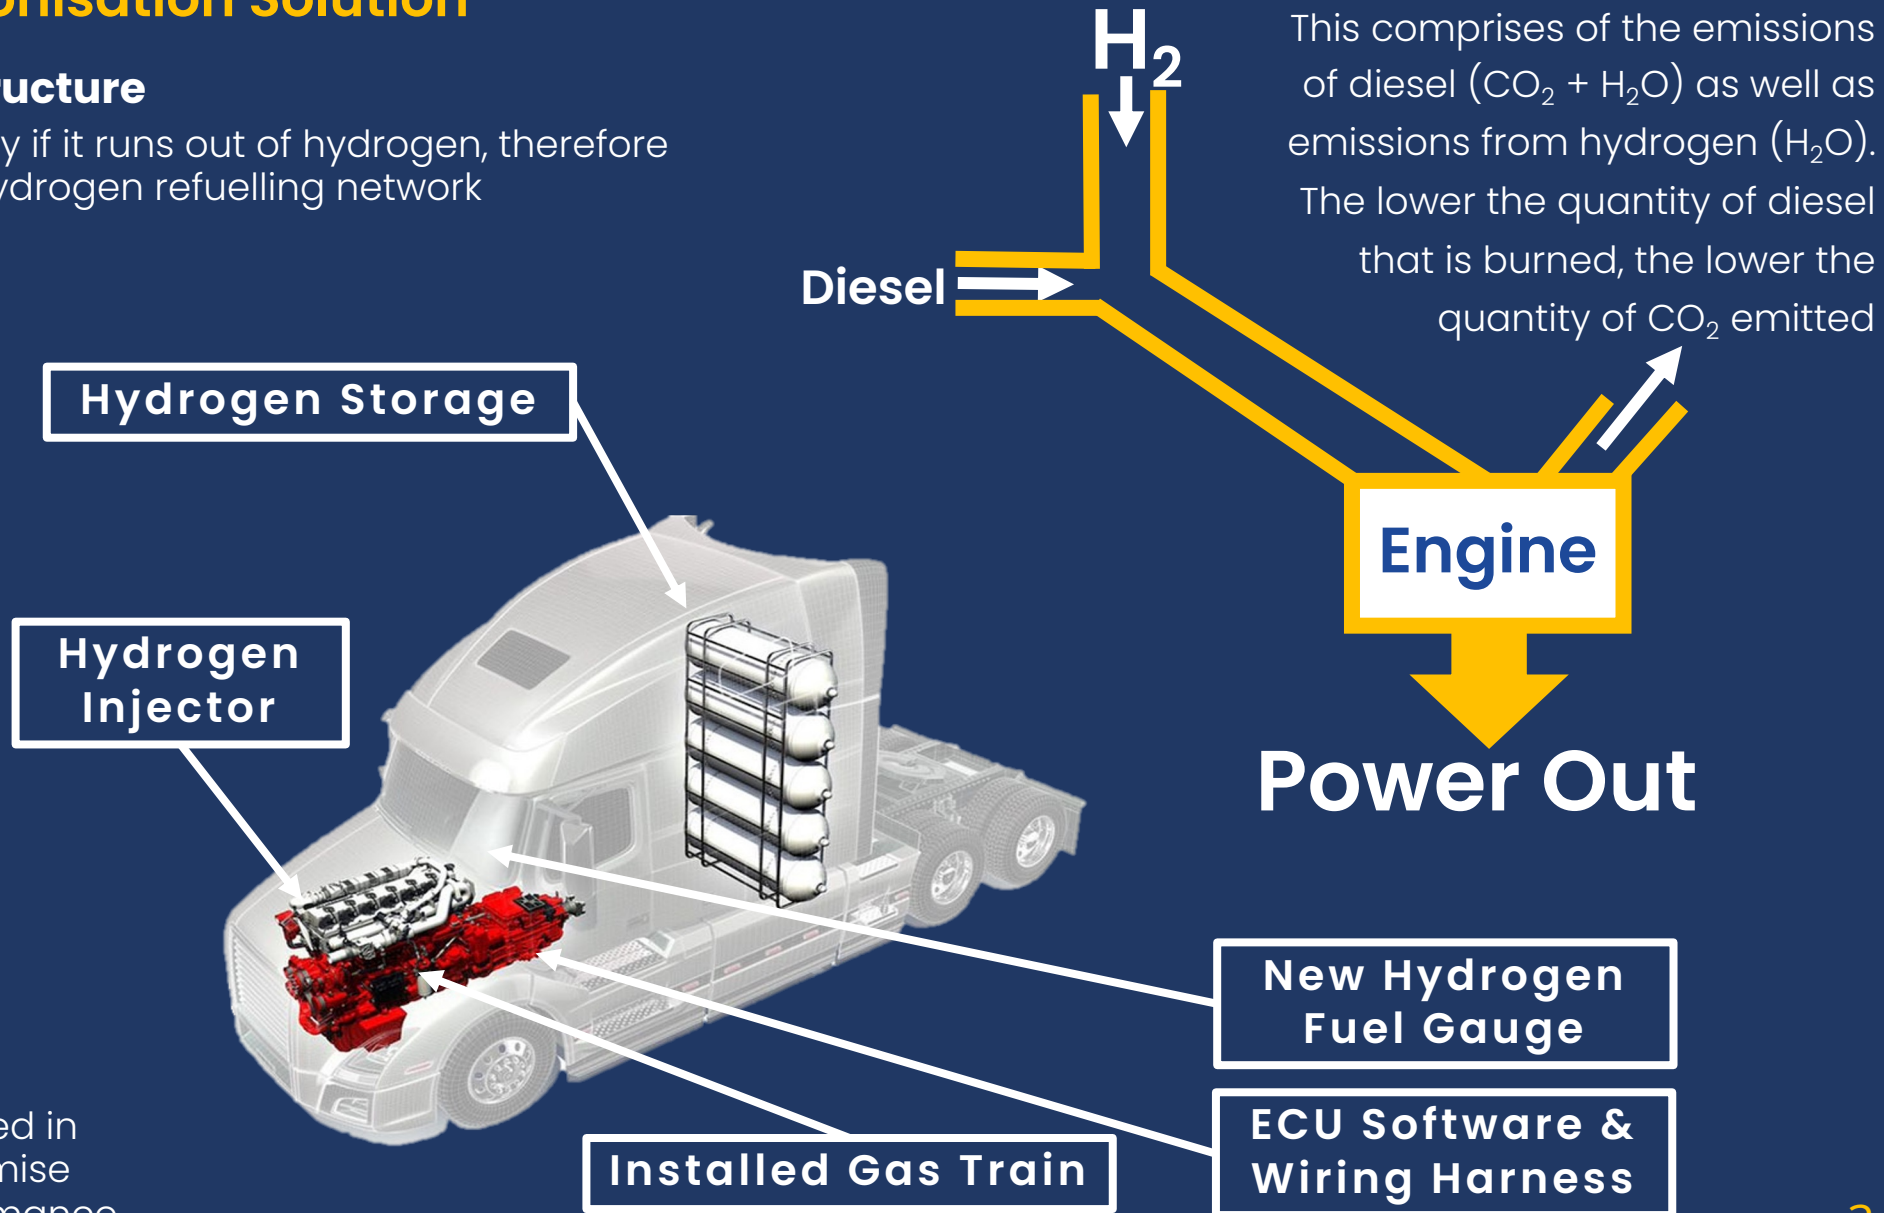 Solution
ucture
y if it runs out of hydrogen, therefore
ydrogen refuelling network
H₂
Diesel
This comprises of the emissions
of diesel (CO₂ + H₂O) as well as
emissions from hydrogen (H₂O).
The lower the quantity of diesel
that is burned, the lower the
quantity of CO₂ emitted
Engine
Power Out
Hydrogen Storage
Hydrogen
Injector
New Hydrogen
Fuel Gauge
ECU Software &
Wiring Harness
Installed Gas Train
ed in
mise